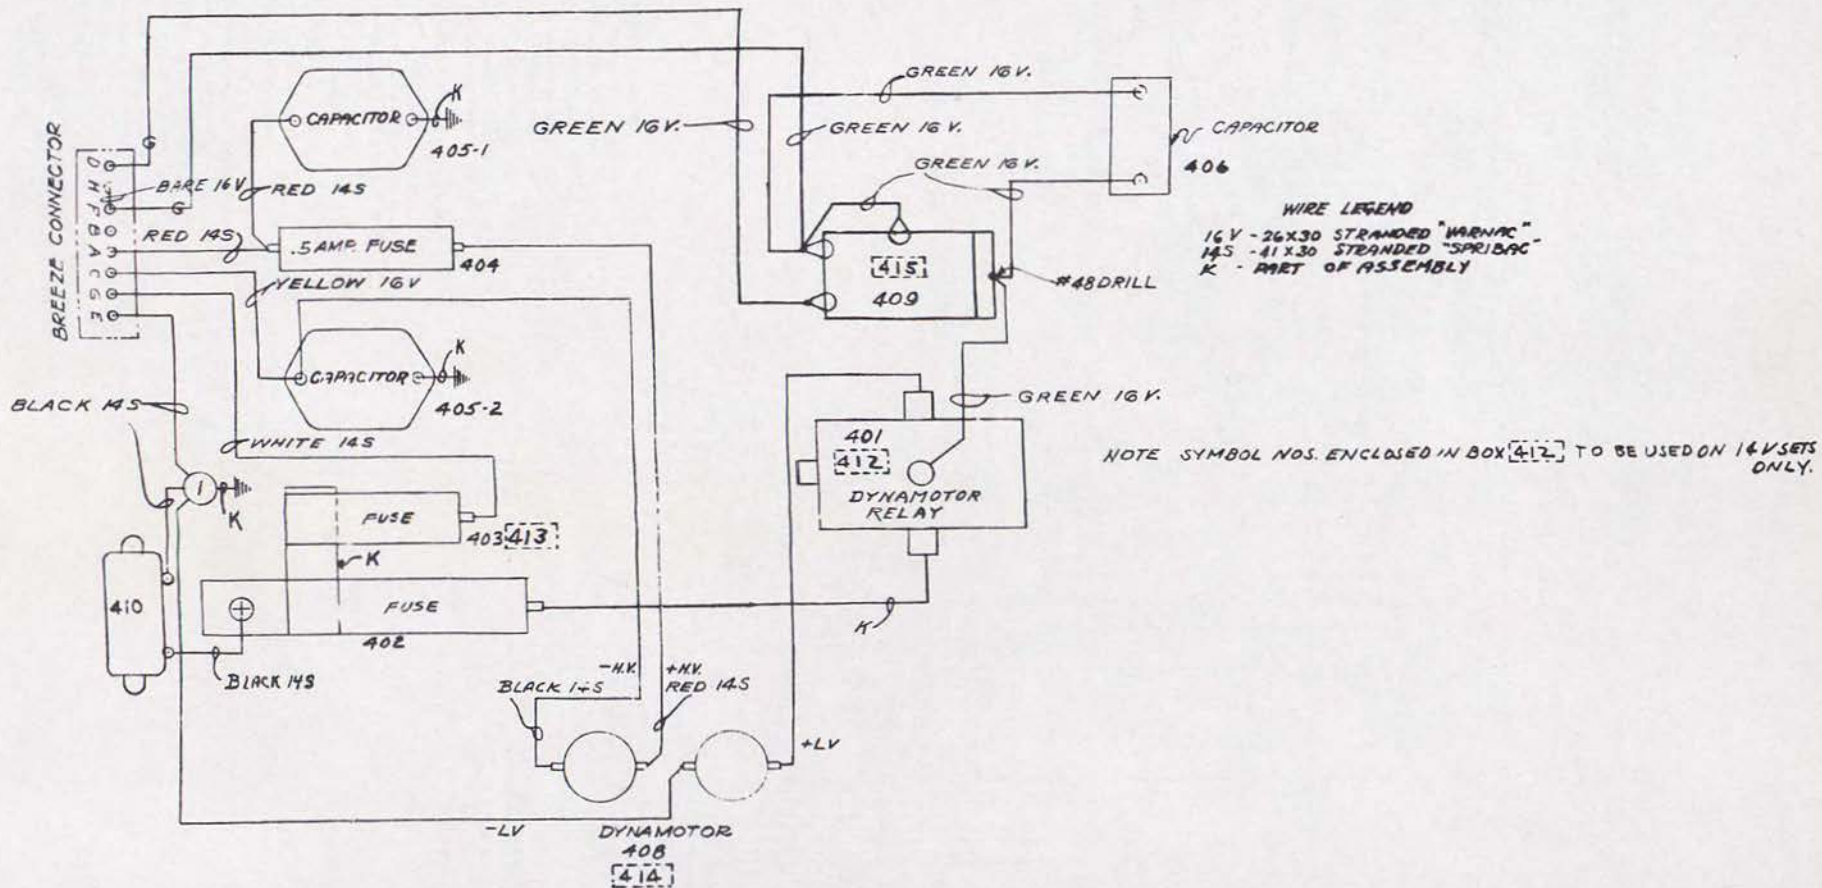 GREEN 16V.
CAPACITOR
K
405-1
GREEN 16V.
GREEN 16V.
CAPACITOR
406
BREEZE CONNECTOR
D
H
F
B
A
C
G
E
BARE 16V
RED 14S
GREEN 16V.
RED 14S
.5 AMP. FUSE
404
YELLOW 16V
415
409
#48 DRILL
WIRE LEGEND
16V - 26X30 STRANDED "VARNAC"
14S - 41X30 STRANDED "SPRIBAC"
K - PART OF ASSEMBLY
CAPACITOR
K
405-2
BLACK 14S
WHITE 14S
GREEN 16V.
401
412
DYNAMOTOR
RELAY
NOTE SYMBOL NOS. ENCLOSED IN BOX 412 TO BE USED ON 14V SETS
ONLY.
1
K
FUSE
403 413
K
410
FUSE
402
K
BLACK 14S
-H.V.
+H.V.
BLACK 14S
RED 14S
+LV
-LV
DYNAMOTOR
408
414